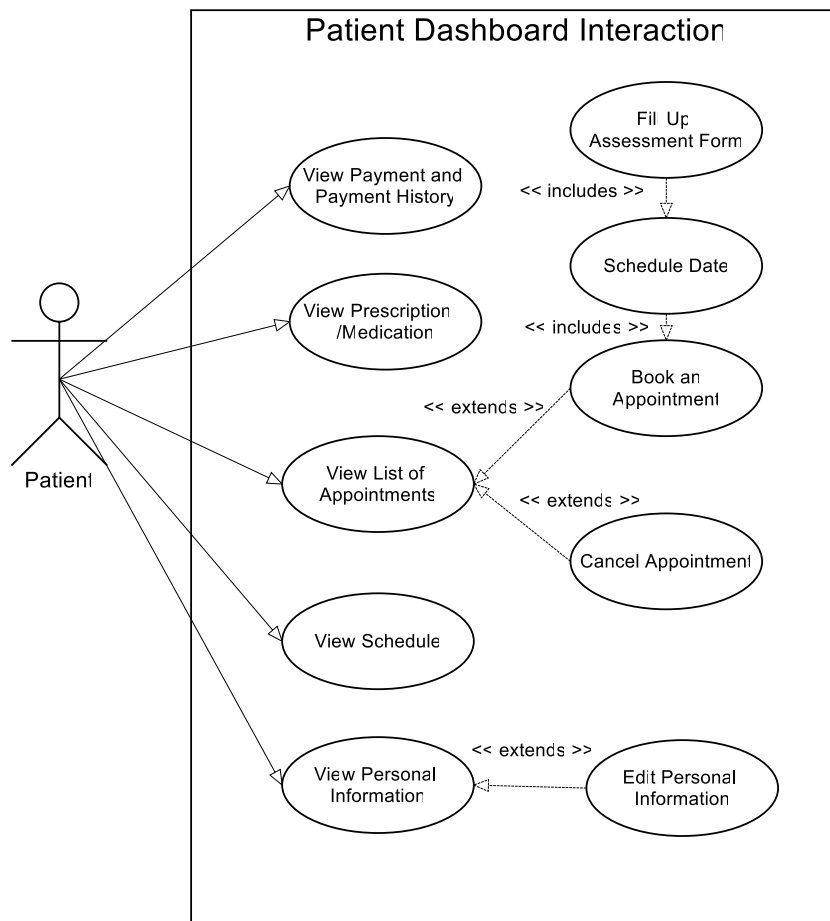 Patient Dashboard Interaction
Fill Up
Assessment Form
View Payment and
Payment History
<< includes >>
Schedule Date
View Prescription
/Medication
<< includes >>
Book an
Appointment
<< extends >>
View List of
Appointments
Patient
<< extends >>
Cancel Appointment
View Schedule
<< extends >>
View Personal
Information
Edit Personal
Information